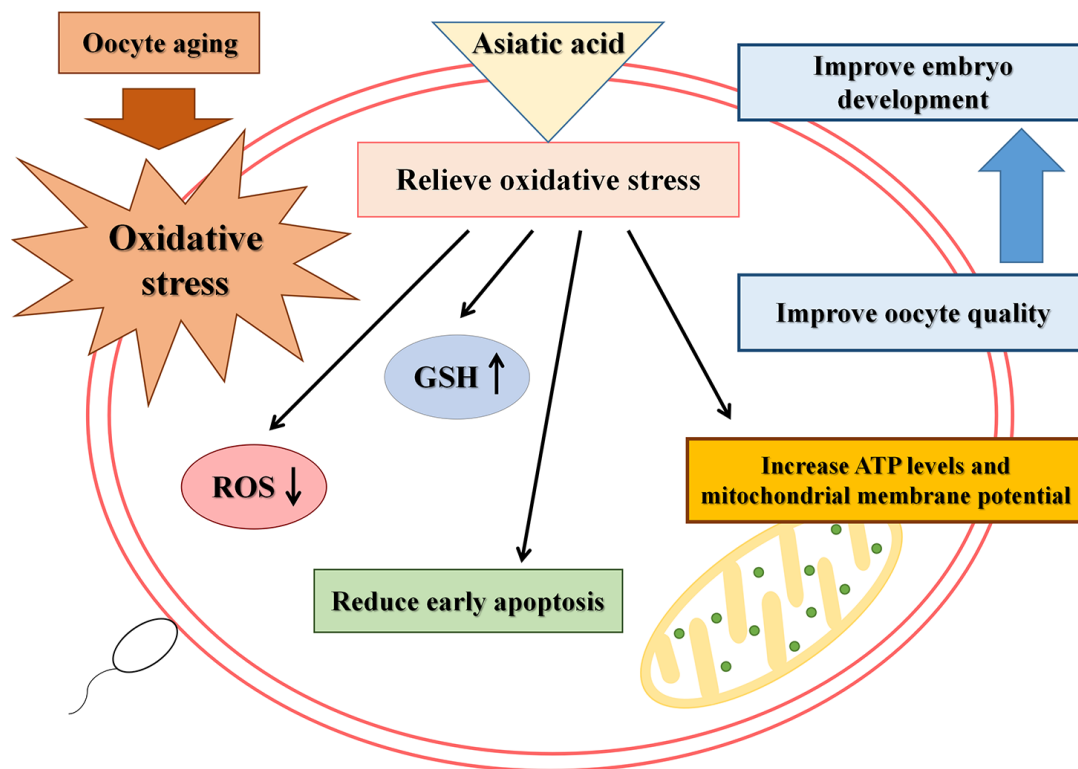 Oocyte aging
Asiatic acid
Improve embryo
development
Relieve oxidative stress
Oxidative
stress
Improve oocyte quality
GSH ↑
ROS ↓
Increase ATP levels and
mitochondrial membrane potential
Reduce early apoptosis